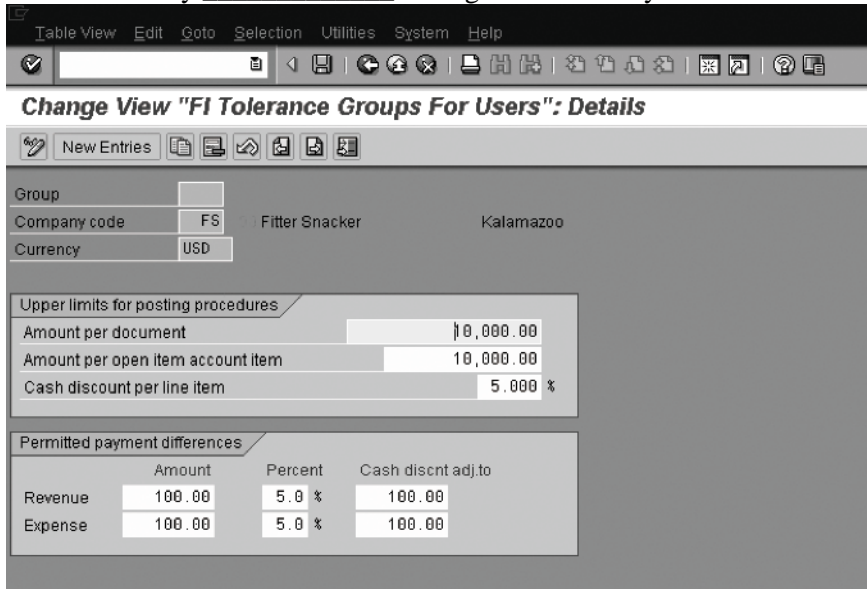 Table View Edit Goto Selection Utilities System Help
Change View "FI Tolerance Groups For Users": Details
New Entries
Group
Company code FS Fitter Snacker Kalamazoo
Currency USD
Upper limits for posting procedures
Amount per document 10,000.00
Amount per open item account item 10,000.00
Cash discount per line item 5.000 %
Permitted payment differences
Amount Percent Cash discnt adj.to
Revenue 100.00 5.0 % 100.00
Expense 100.00 5.0 % 100.00